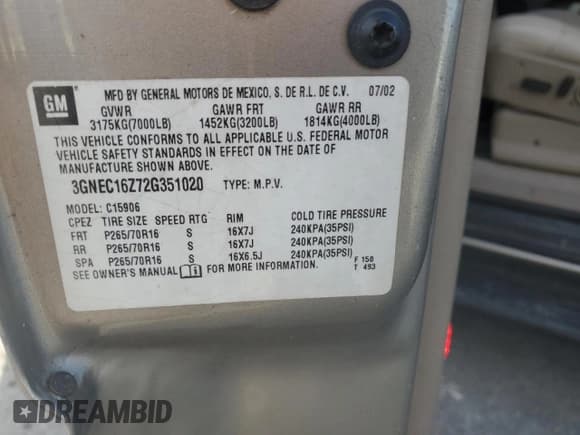 GM
MFD BY GENERAL MOTORS DE MEXICO, S. DE R.L. DE C.V. 07/02
GVWR GAWR FRT GAWR RR
3175KG(7000LB) 1452KG(3200LB) 1814KG(4000LB)
THIS VEHICLE CONFORMS TO ALL APPLICABLE U.S. FEDERAL MOTOR
VEHICLE SAFETY STANDARDS IN EFFECT ON THE DATE OF
MANUFACTURE SHOWN ABOVE.
3GNEC16Z72G351020 TYPE: M.P.V.
MODEL: C15906
CPEZ TIRE SIZE SPEED RTG RIM COLD TIRE PRESSURE
FRT P265/70R16 S 16X7J 240KPA(35PSI)
RR P265/70R16 S 16X7J 240KPA(35PSI)
SPA P265/70R16 S 16X6.5J 240KPA(35PSI)
SEE OWNER'S MANUAL FOR MORE INFORMATION.
F 150
T 493
DREAMBID